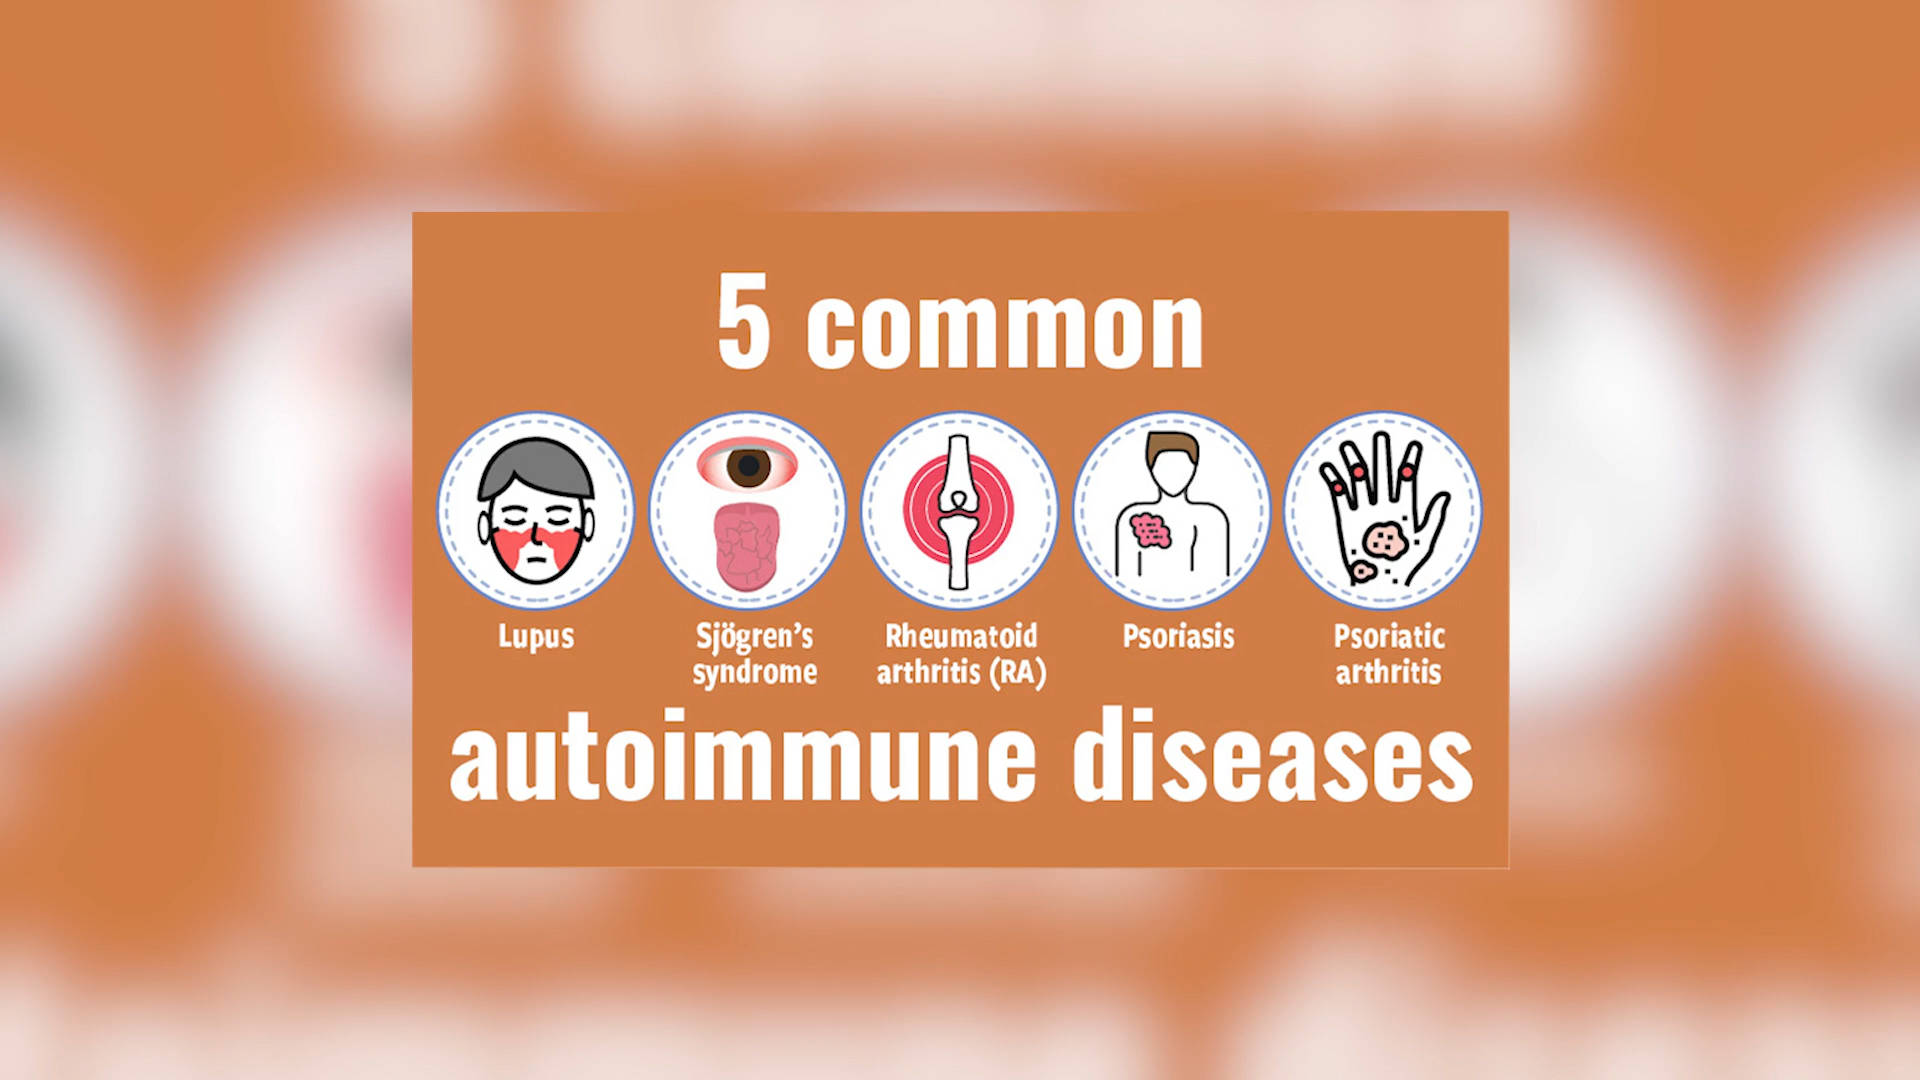 5 common
Lupus
Sjögren's
syndrome
Rheumatoid
arthritis (RA)
Psoriasis
Psoriatic
arthritis
autoimmune diseases